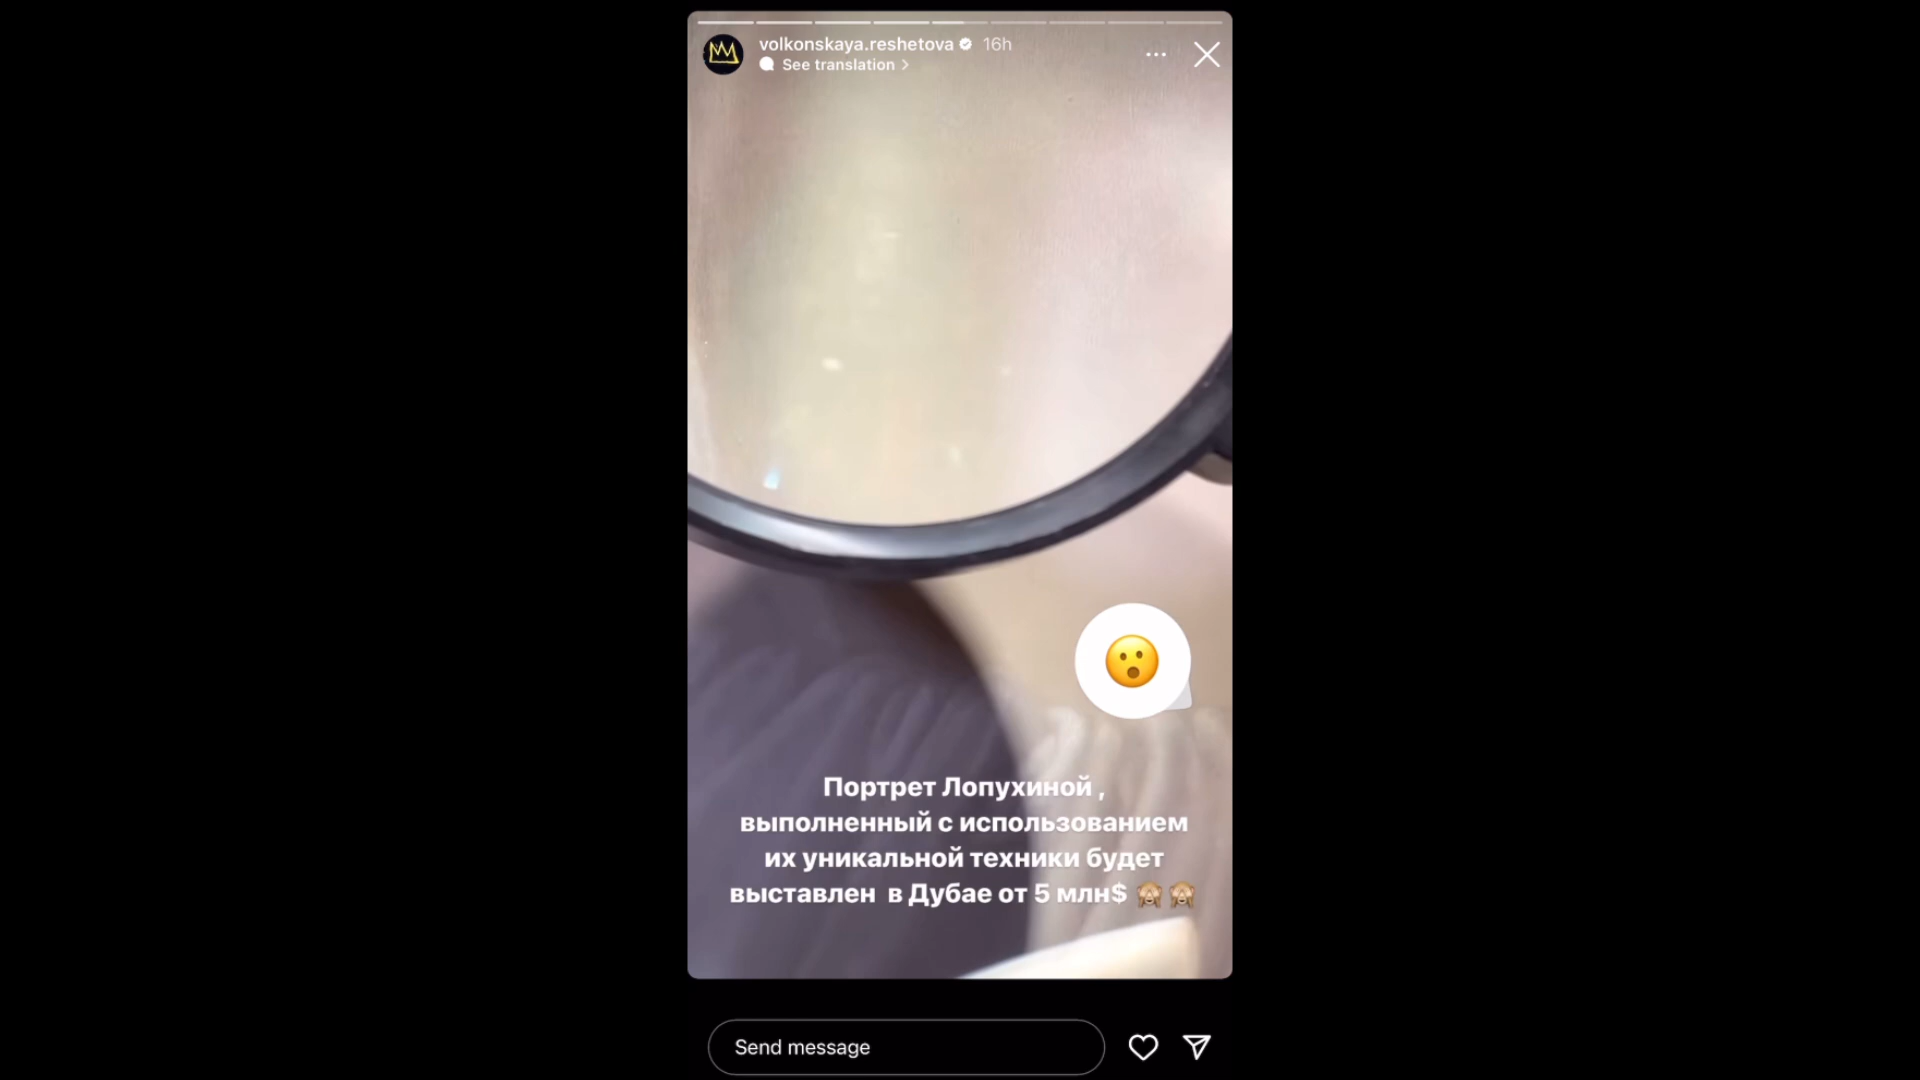 volkonskaya.reshetova 16h
See translation
Портрет Лопухиной ,
выполненный с использованием
их уникальной техники будет
выставлен в Дубае от 5 млн$ 🙈 🙈
Send message